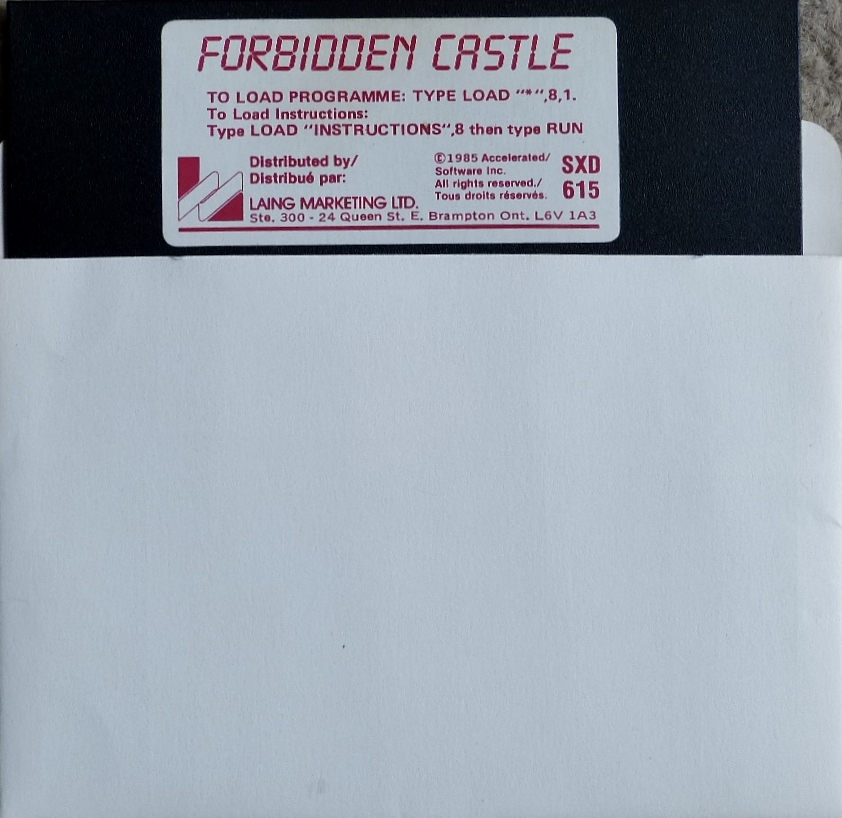 FORBIDDEN CASTLE
TO LOAD PROGRAMME: TYPE LOAD "*",8,1.
To Load Instructions:
Type LOAD "INSTRUCTIONS",8 then type RUN
Distributed by/
Distribué par:
LAING MARKETING LTD.
Ste. 300 - 24 Queen St. E. Brampton Ont. L6V 1A3
©1985 Accelerated/
Software Inc.
All rights reserved./
Tous droits réservés.
SXD
615